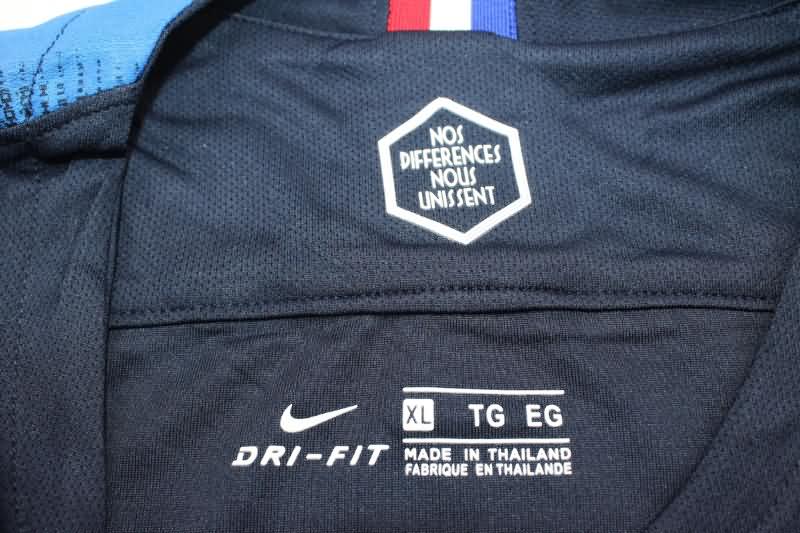 NOS
DIFFERENCES
NOUS
UNISSENT
XL TG EG
DRI-FIT
MADE IN THAILAND
FABRIQUE EN THAILANDE